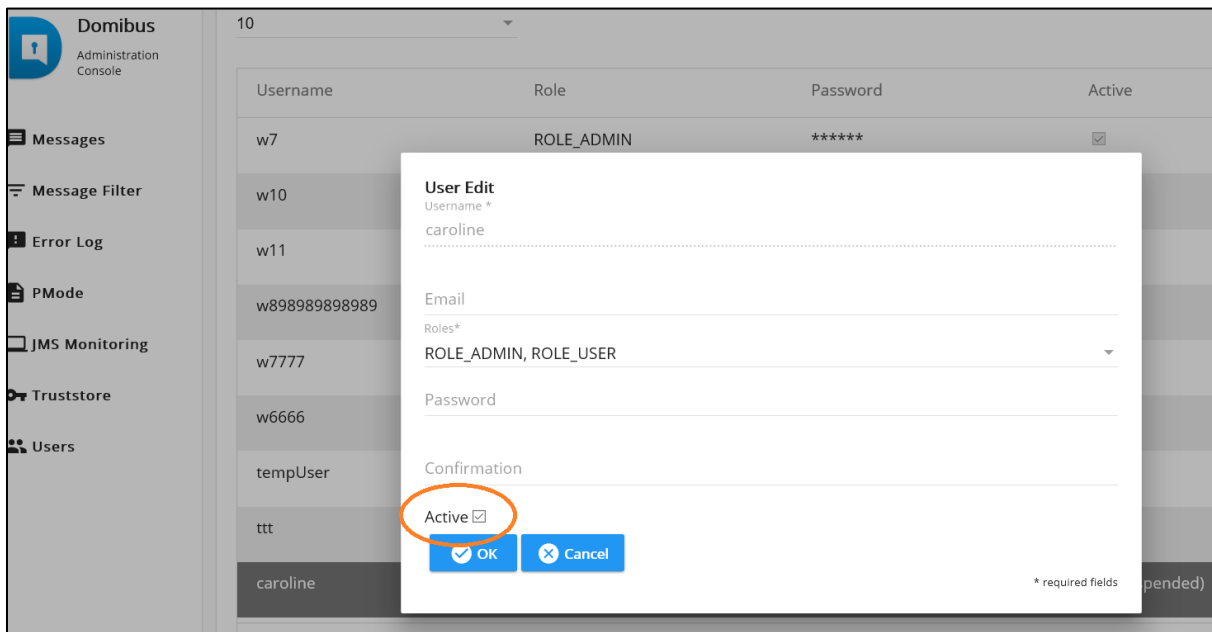 Domibus
Administration
Console
Messages
Message Filter
Error Log
PMode
JMS Monitoring
Truststore
Users
10
Username Role Password Active
w7 ROLE_ADMIN ******
w10
w11
w898989898989
w7777
w6666
tempUser
ttt
caroline pended)
User Edit
Username *
caroline
Email
Roles*
ROLE_ADMIN, ROLE_USER
Password
Confirmation
Active
OK Cancel
* required fields